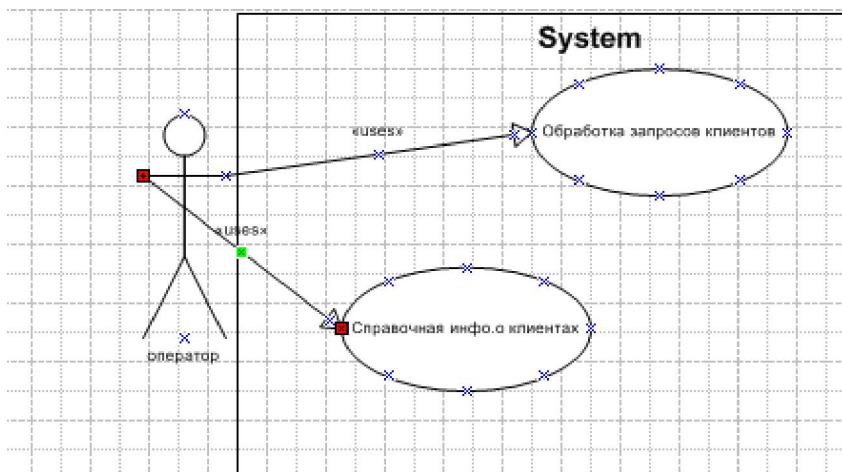 System
«uses»
Обработка запросов клиентов
«uses»
Справочная инфо.о клиентах
оператор